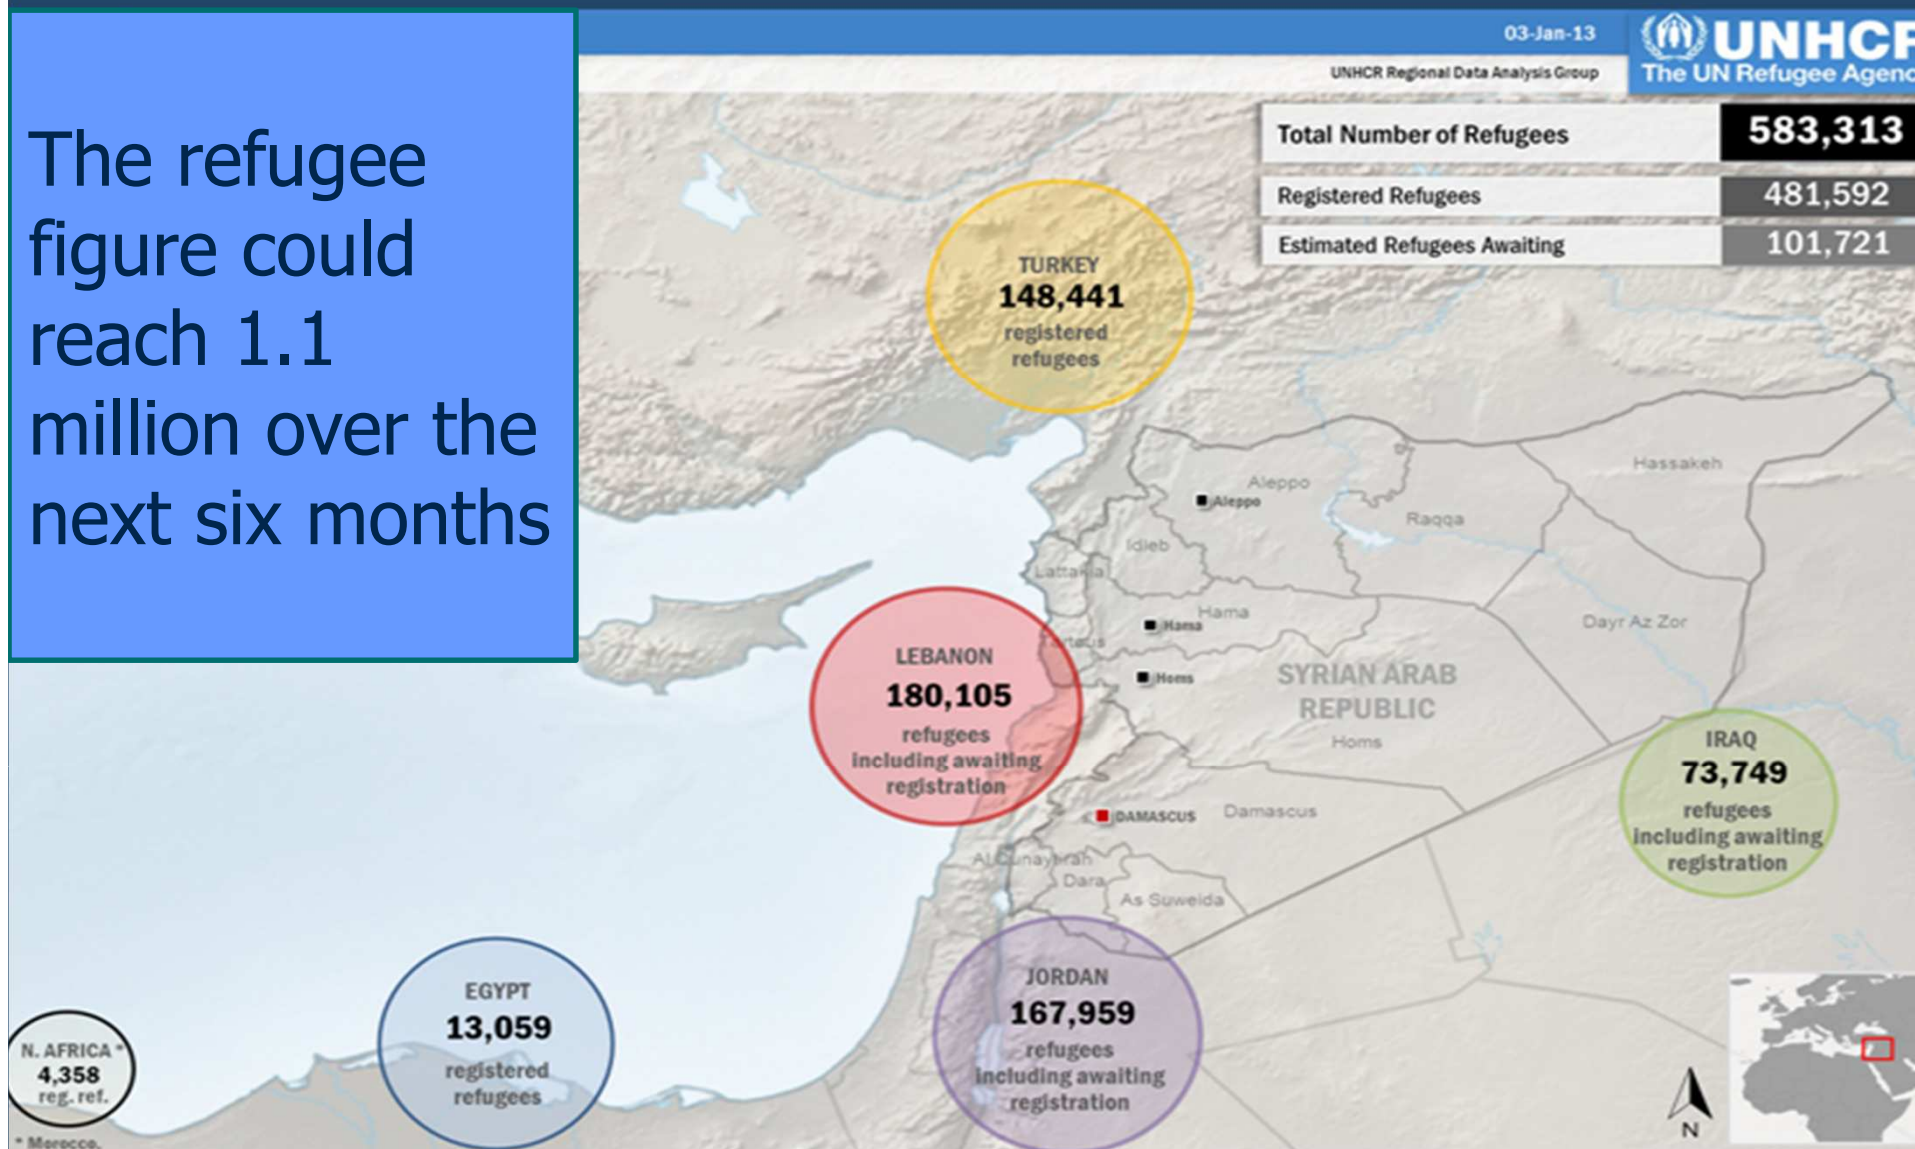 The refugee
figure could
reach 1.1
million over the
next six months
03-Jan-13
UNHCR Regional Data Analysis Group
UNHCR
The UN Refugee Agenc
Total Number of Refugees 583,313
Registered Refugees 481,592
Estimated Refugees Awaiting 101,721
TURKEY
148,441
registered
refugees
Hassakeh
Aleppo
Aleppo
Raqqa
Idleb
Lattakia
Hama
Hama
Dayr Az Zor
Tartous
LEBANON
180,105
refugees
including awaiting
registration
Homs
SYRIAN ARAB
REPUBLIC
Homs
IRAQ
73,749
refugees
including awaiting
registration
DAMASCUS
Damascus
Al Qunaytirah
Dara
As Suweida
JORDAN
167,959
refugees
including awaiting
registration
EGYPT
13,059
registered
refugees
N. AFRICA *
4,358
reg. ref.
* Morocco,
N